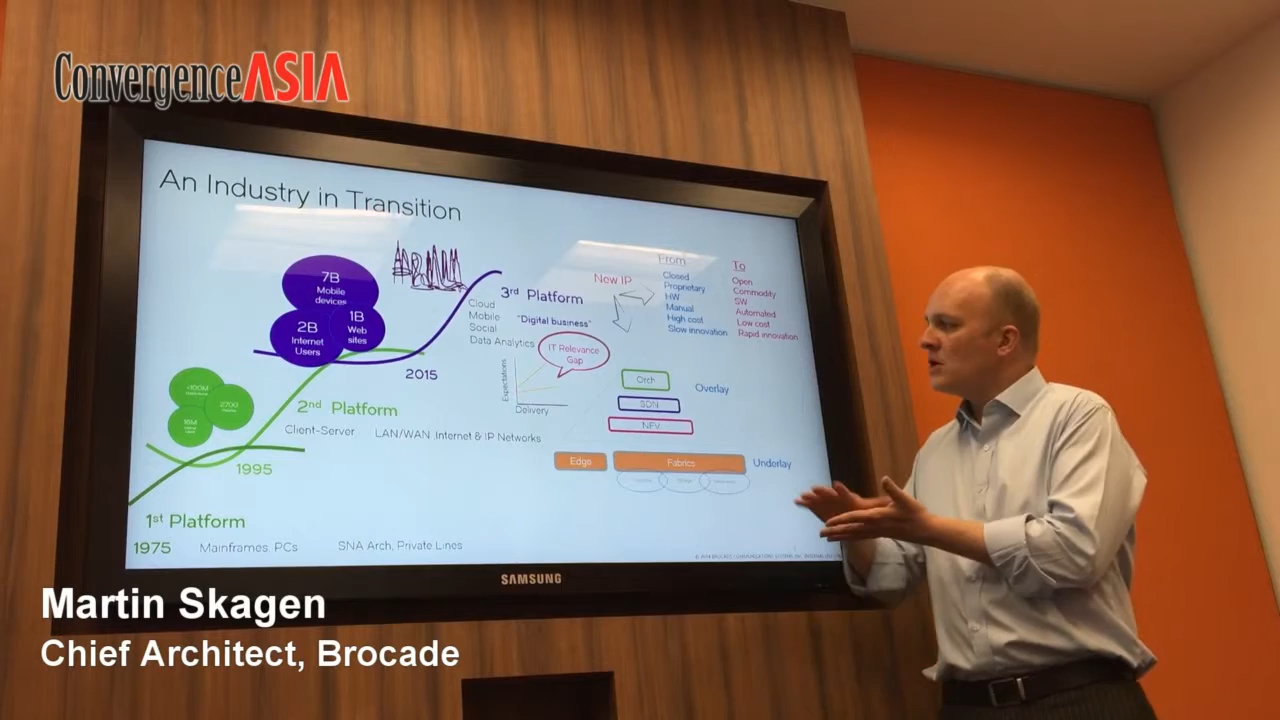 ConvergenceASIA
An Industry in Transition
7B
Mobile
devices
2B
Internet
Users
1B
Web
sites
3rd Platform
Cloud
Mobile
Social
Data Analytics
"Digital business"
2015
New IP
From
Closed
Proprietary
HW
Manual
High cost
Slow innovation
To
Open
Commodity
SW
Automated
Low cost
Rapid innovation
IT Relevance
Gap
Expectations
Delivery
Orch
SDN
NFV
Overlay
Edge
Fabrics
Underlay
2nd Platform
Client-Server
LAN/WAN Internet & IP Networks
1995
1st Platform
1975
Mainframes. PCs
SNA Arch, Private Lines
SAMSUNG
Martin Skagen
Chief Architect, Brocade